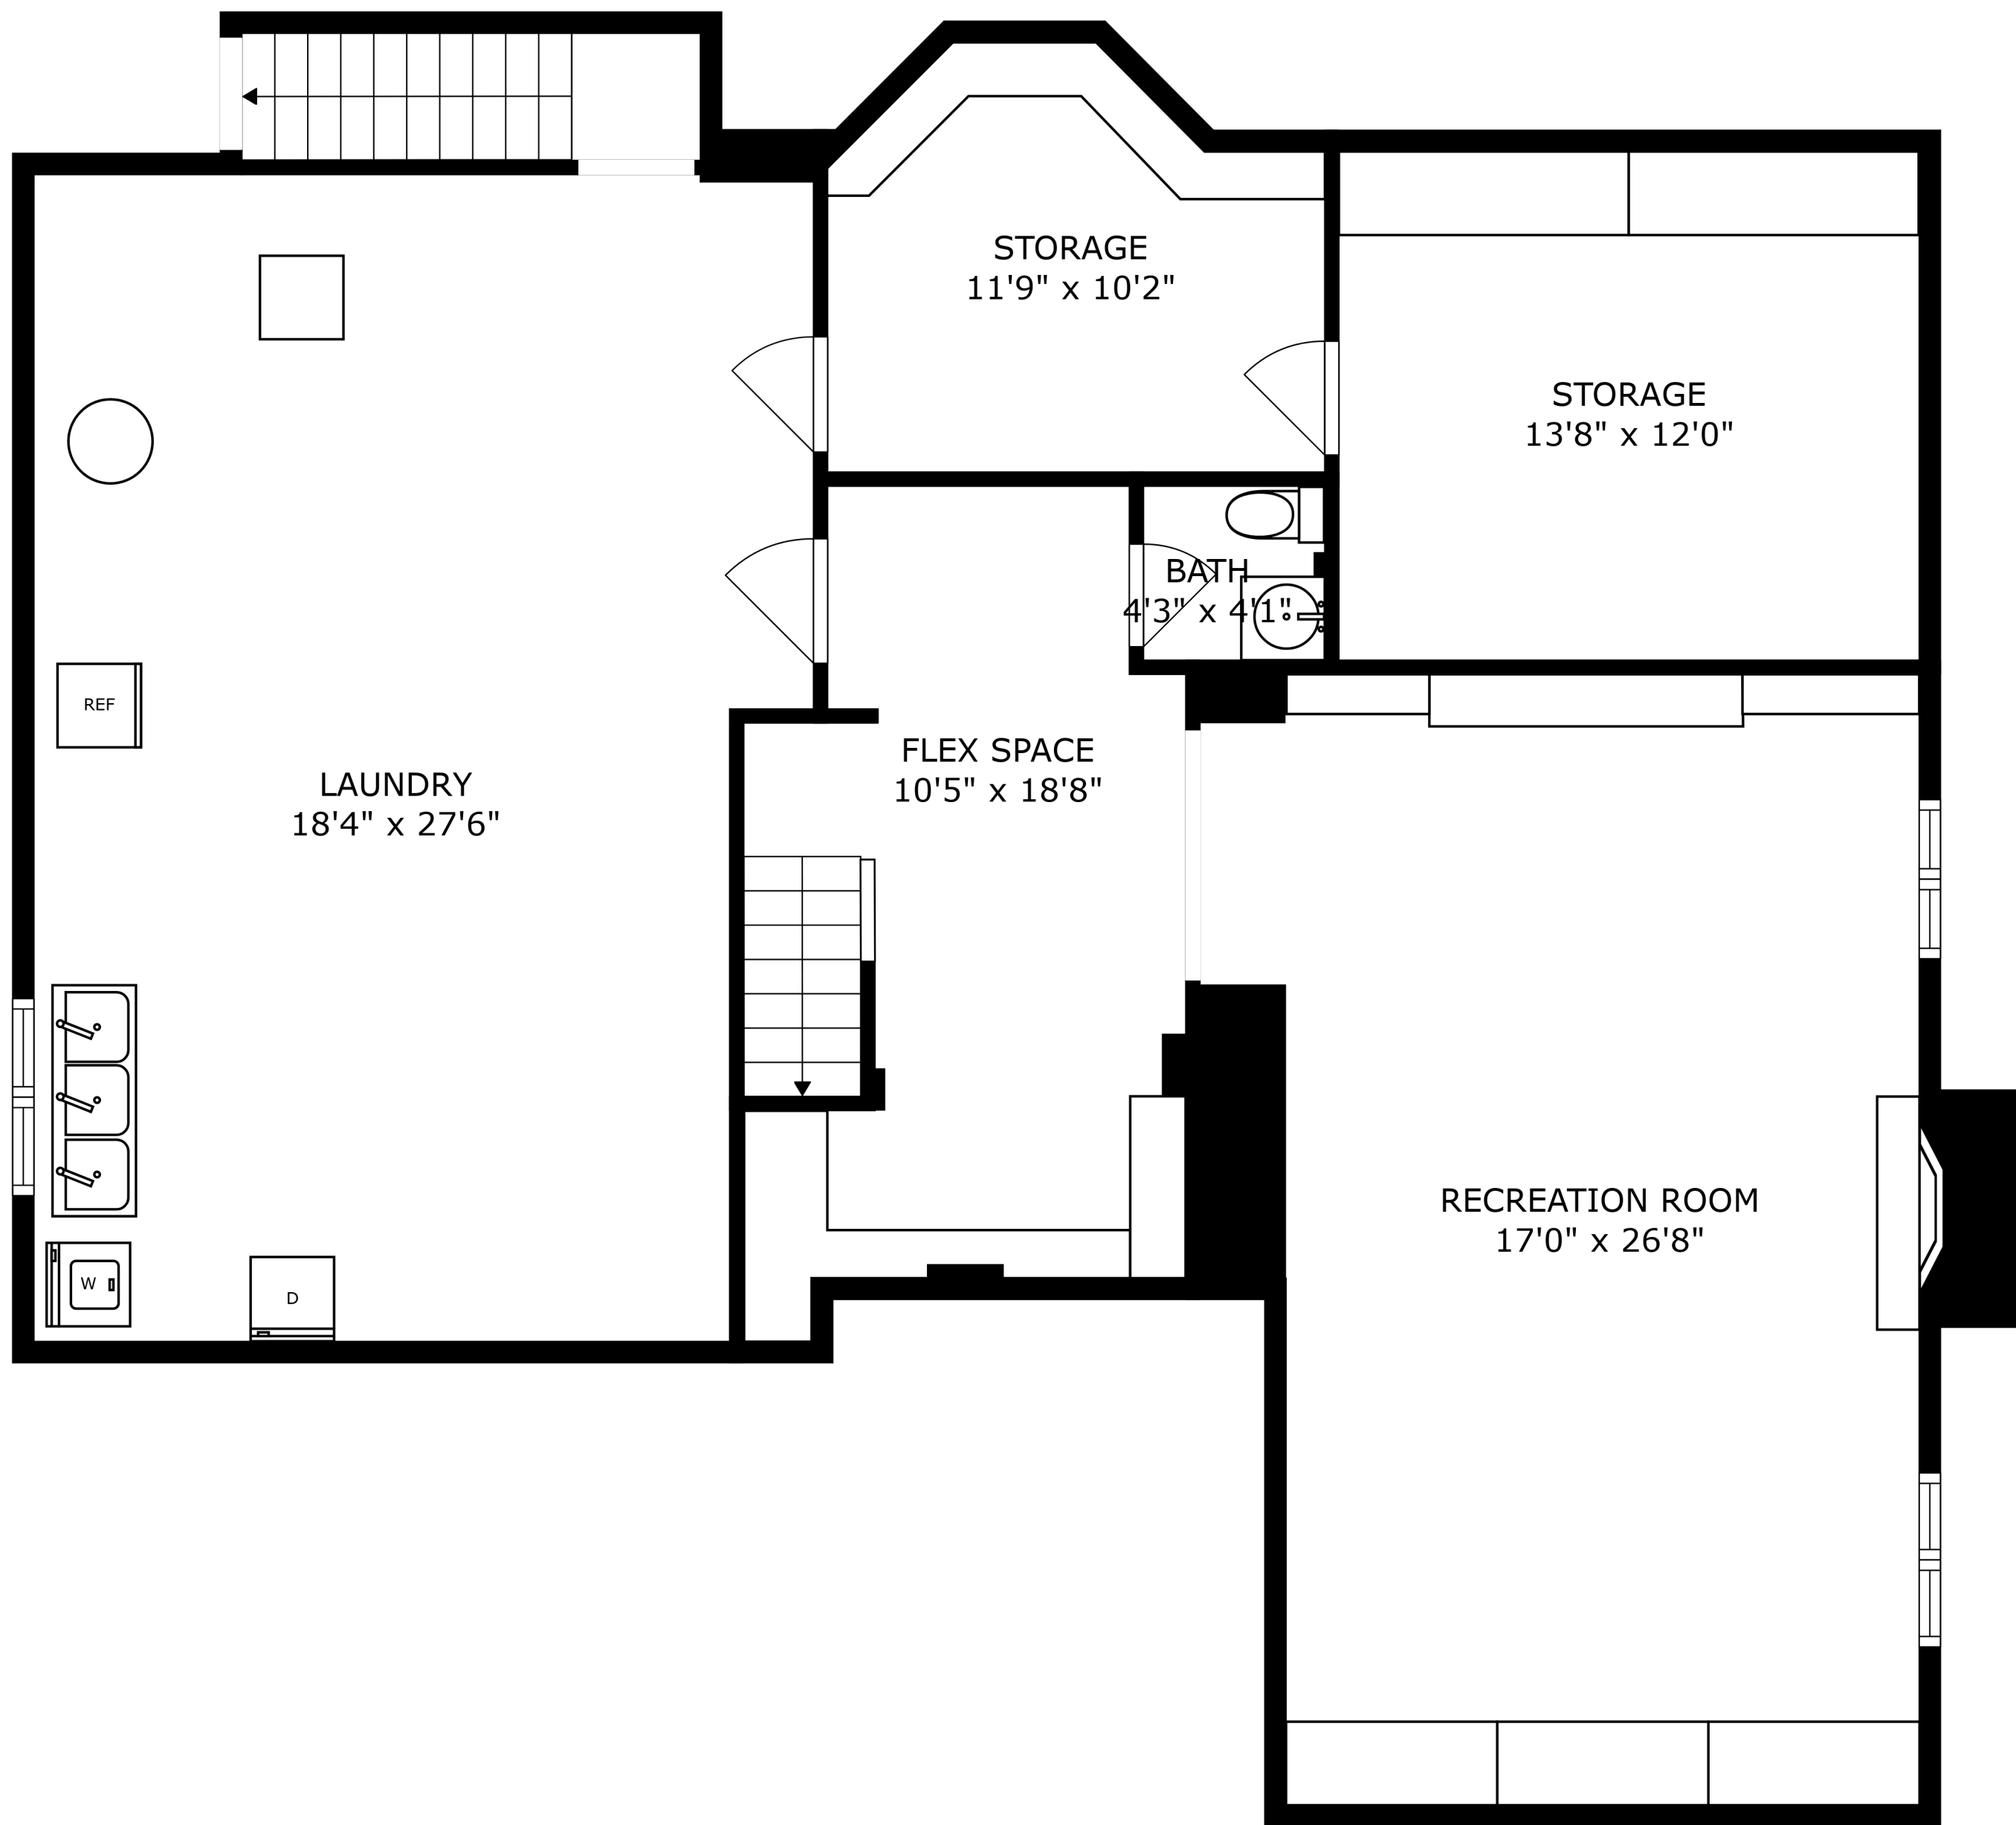 STORAGE
11'9" x 10'2"
STORAGE
13'8" x 12'0"
BATH
4'3" x 4'1"
REF
LAUNDRY
18'4" x 27'6"
FLEX SPACE
10'5" x 18'8"
RECREATION ROOM
17'0" x 26'8"
W
D